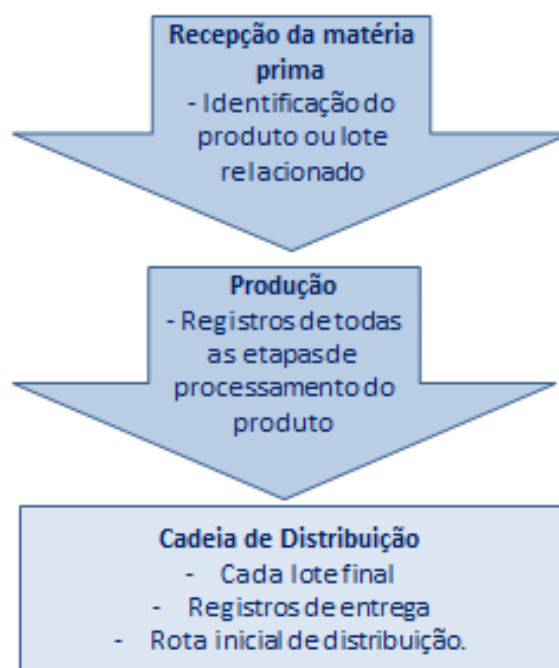 Recepção da matéria
prima
- Identificação do
produto ou lote
relacionado
Produção
- Registros de todas
as etapas de
processamento do
produto
Cadeia de Distribuição
- Cada lote final
- Registros de entrega
- Rota inicial de distribuição.